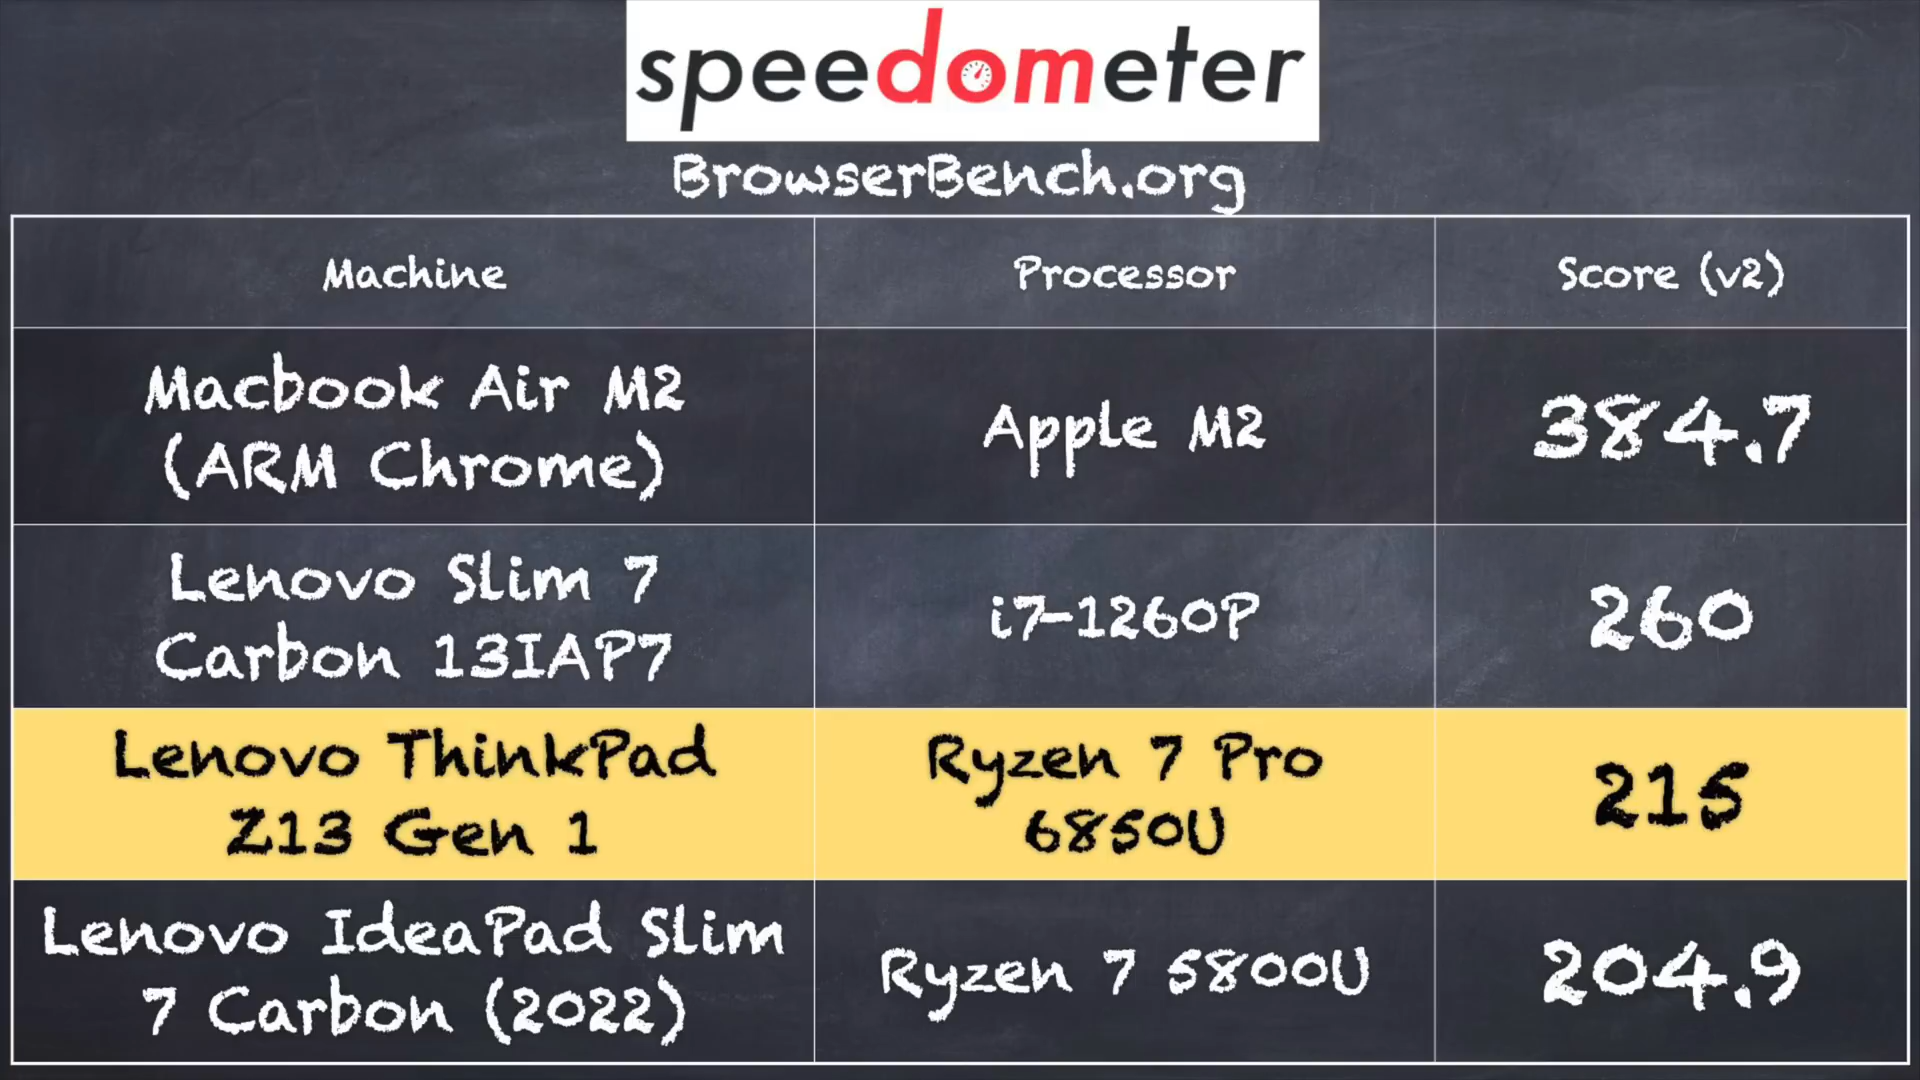 speedometer
BrowserBench.org
Machine
Processor
Score (v2)
Macbook Air M2
(ARM Chrome)
Apple M2
384.7
Lenovo Slim 7
Carbon 13IAP7
i7-1260P
260
Lenovo ThinkPad
Z13 Gen 1
Ryzen 7 Pro
6850U
215
Lenovo IdeaPad Slim
7 Carbon (2022)
Ryzen 7 5800U
204.9